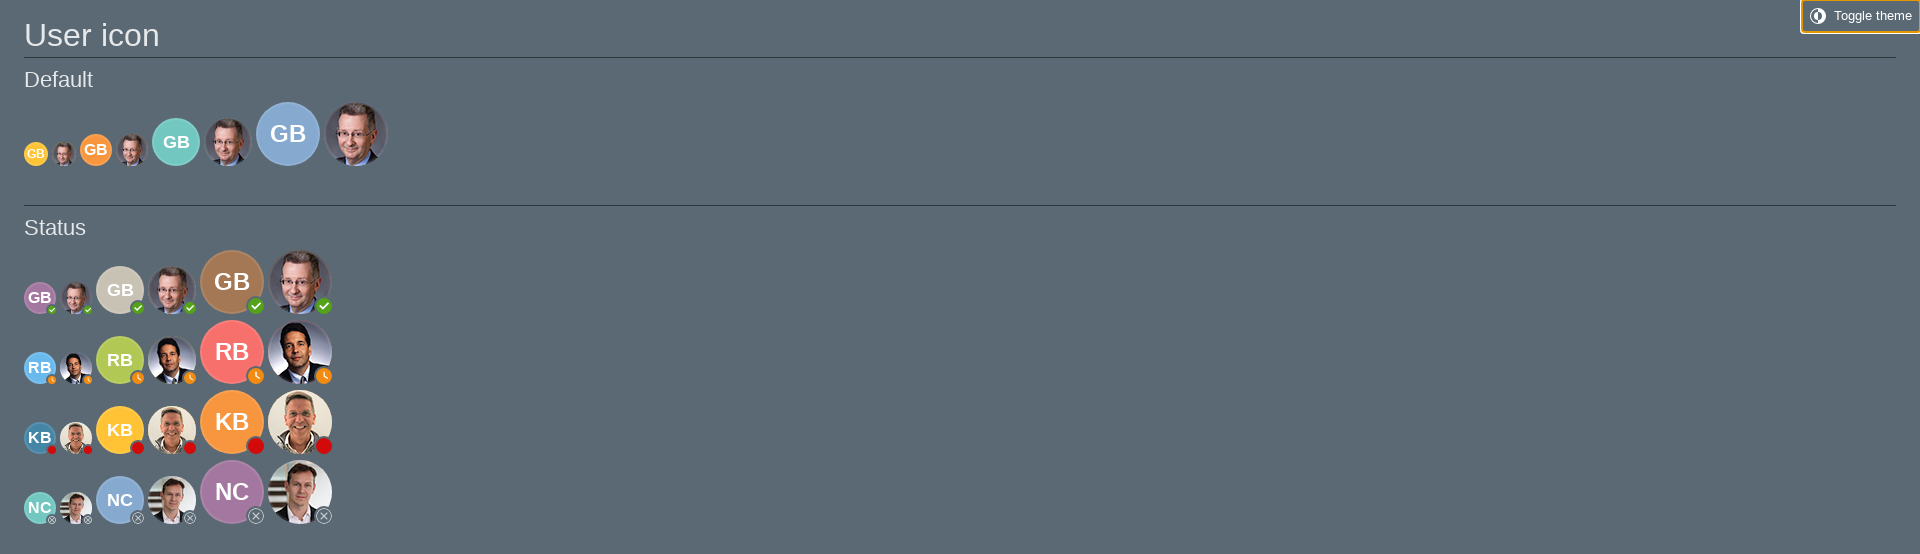 User icon
Toggle theme
Default
GB GB GB GB
Status
GB GB GB
RB RB RB
KB KB KB
NC NC NC